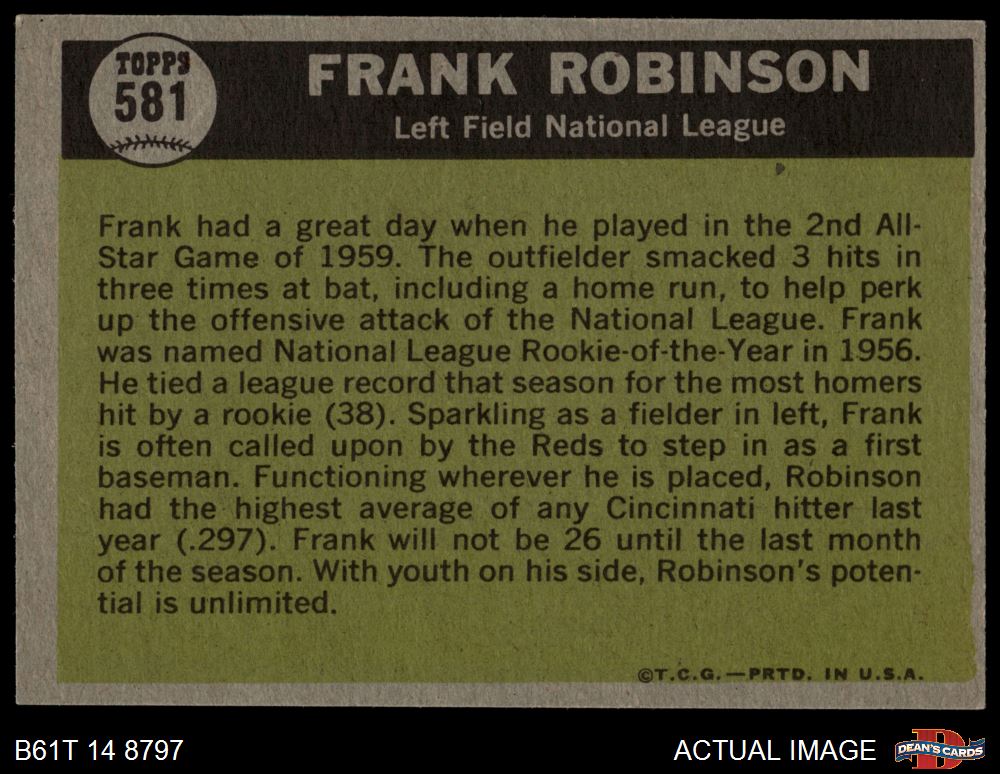 TOPPS
581
FRANK ROBINSON
Left Field National League
Frank had a great day when he played in the 2nd All-
Star Game of 1959. The outfielder smacked 3 hits in
three times at bat, including a home run, to help perk
up the offensive attack of the National League. Frank
was named National League Rookie-of-the-Year in 1956.
He tied a league record that season for the most homers
hit by a rookie (38). Sparkling as a fielder in left, Frank
is often called upon by the Reds to step in as a first
baseman. Functioning wherever he is placed, Robinson
had the highest average of any Cincinnati hitter last
year (.297). Frank will not be 26 until the last month
of the season. With youth on his side, Robinson's poten-
tial is unlimited.
©T.C.G.—PRTD. IN U.S.A.
B61T 14 8797
ACTUAL IMAGE
D
DEAN'S CARDS